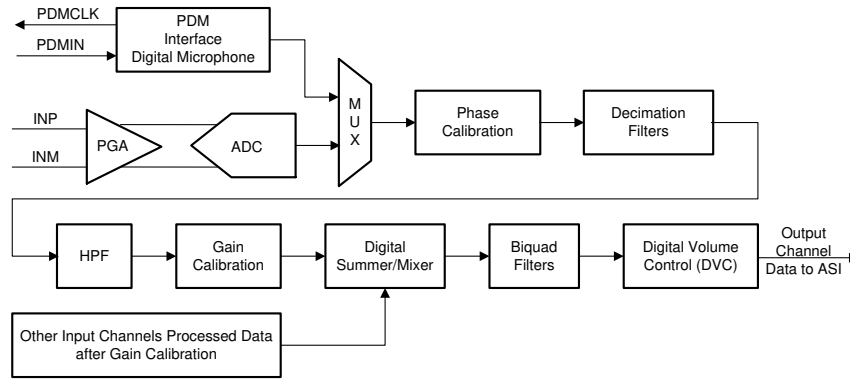 PDMCLK
PDMIN
PDM
Interface
Digital Microphone
INP
INM
PGA
ADC
M
U
X
Phase
Calibration
Decimation
Filters
HPF
Gain
Calibration
Digital
Summer/Mixer
Biquad
Filters
Digital Volume
Control (DVC)
Output
Channel
Data to ASI
Other Input Channels Processed Data
after Gain Calibration